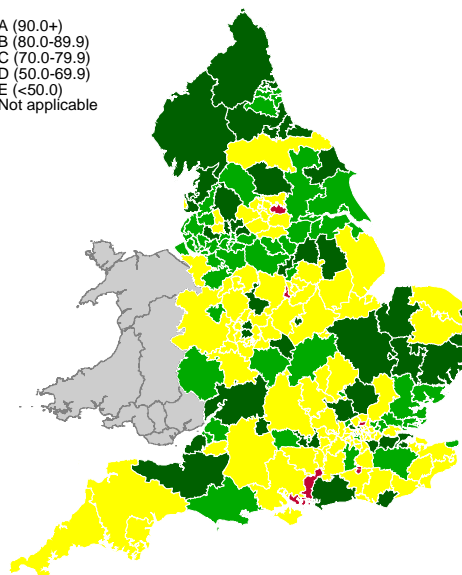 A (90.0+)
B (80.0-89.9)
C (70.0-79.9)
D (50.0-69.9)
E (<50.0)
Not applicable